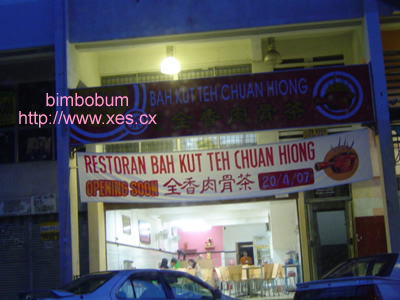 BAH KUT TEH CHUAN HIONG
全香肉骨茶
bimbobum
http://www.xes.cx
RESTORAN BAH KUT TEH CHUAN HIONG
OPENING SOON 全香肉骨茶 20/4/07